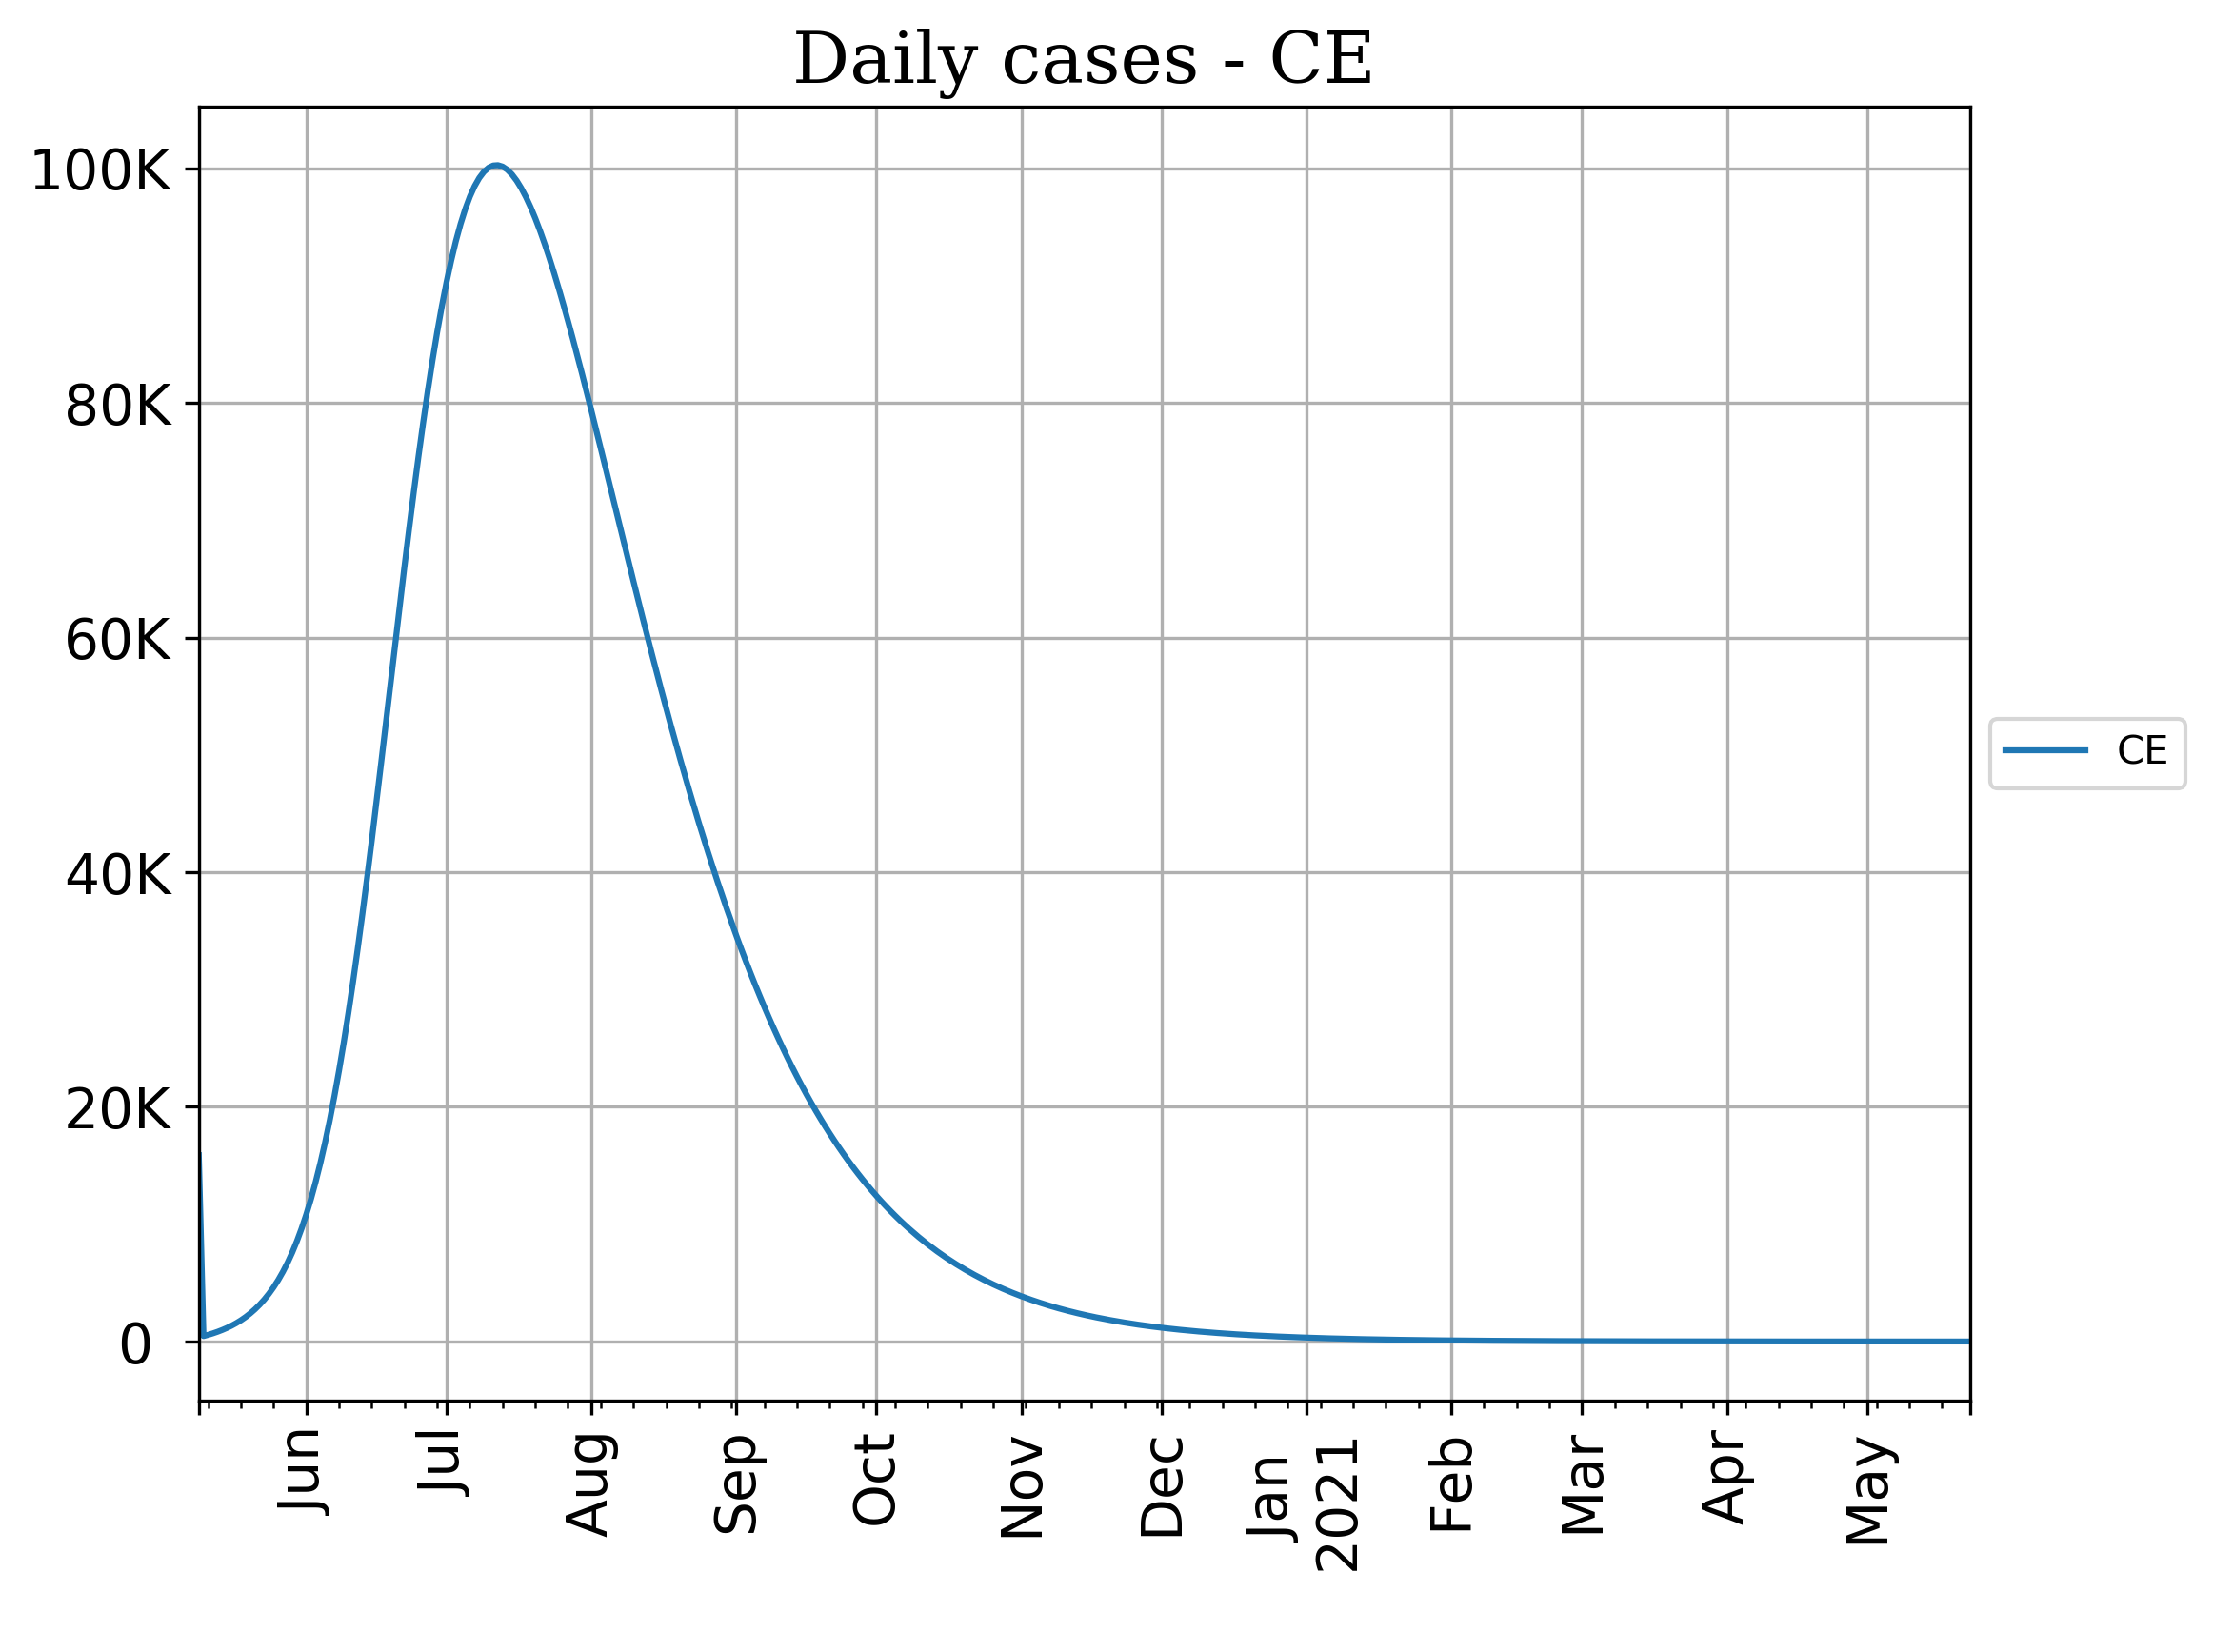 Daily cases - CE
100K
80K
60K
40K
20K
0
Jun
Jul
Aug
Sep
Oct
Nov
Dec
Jan
2021
Feb
Mar
Apr
May
CE